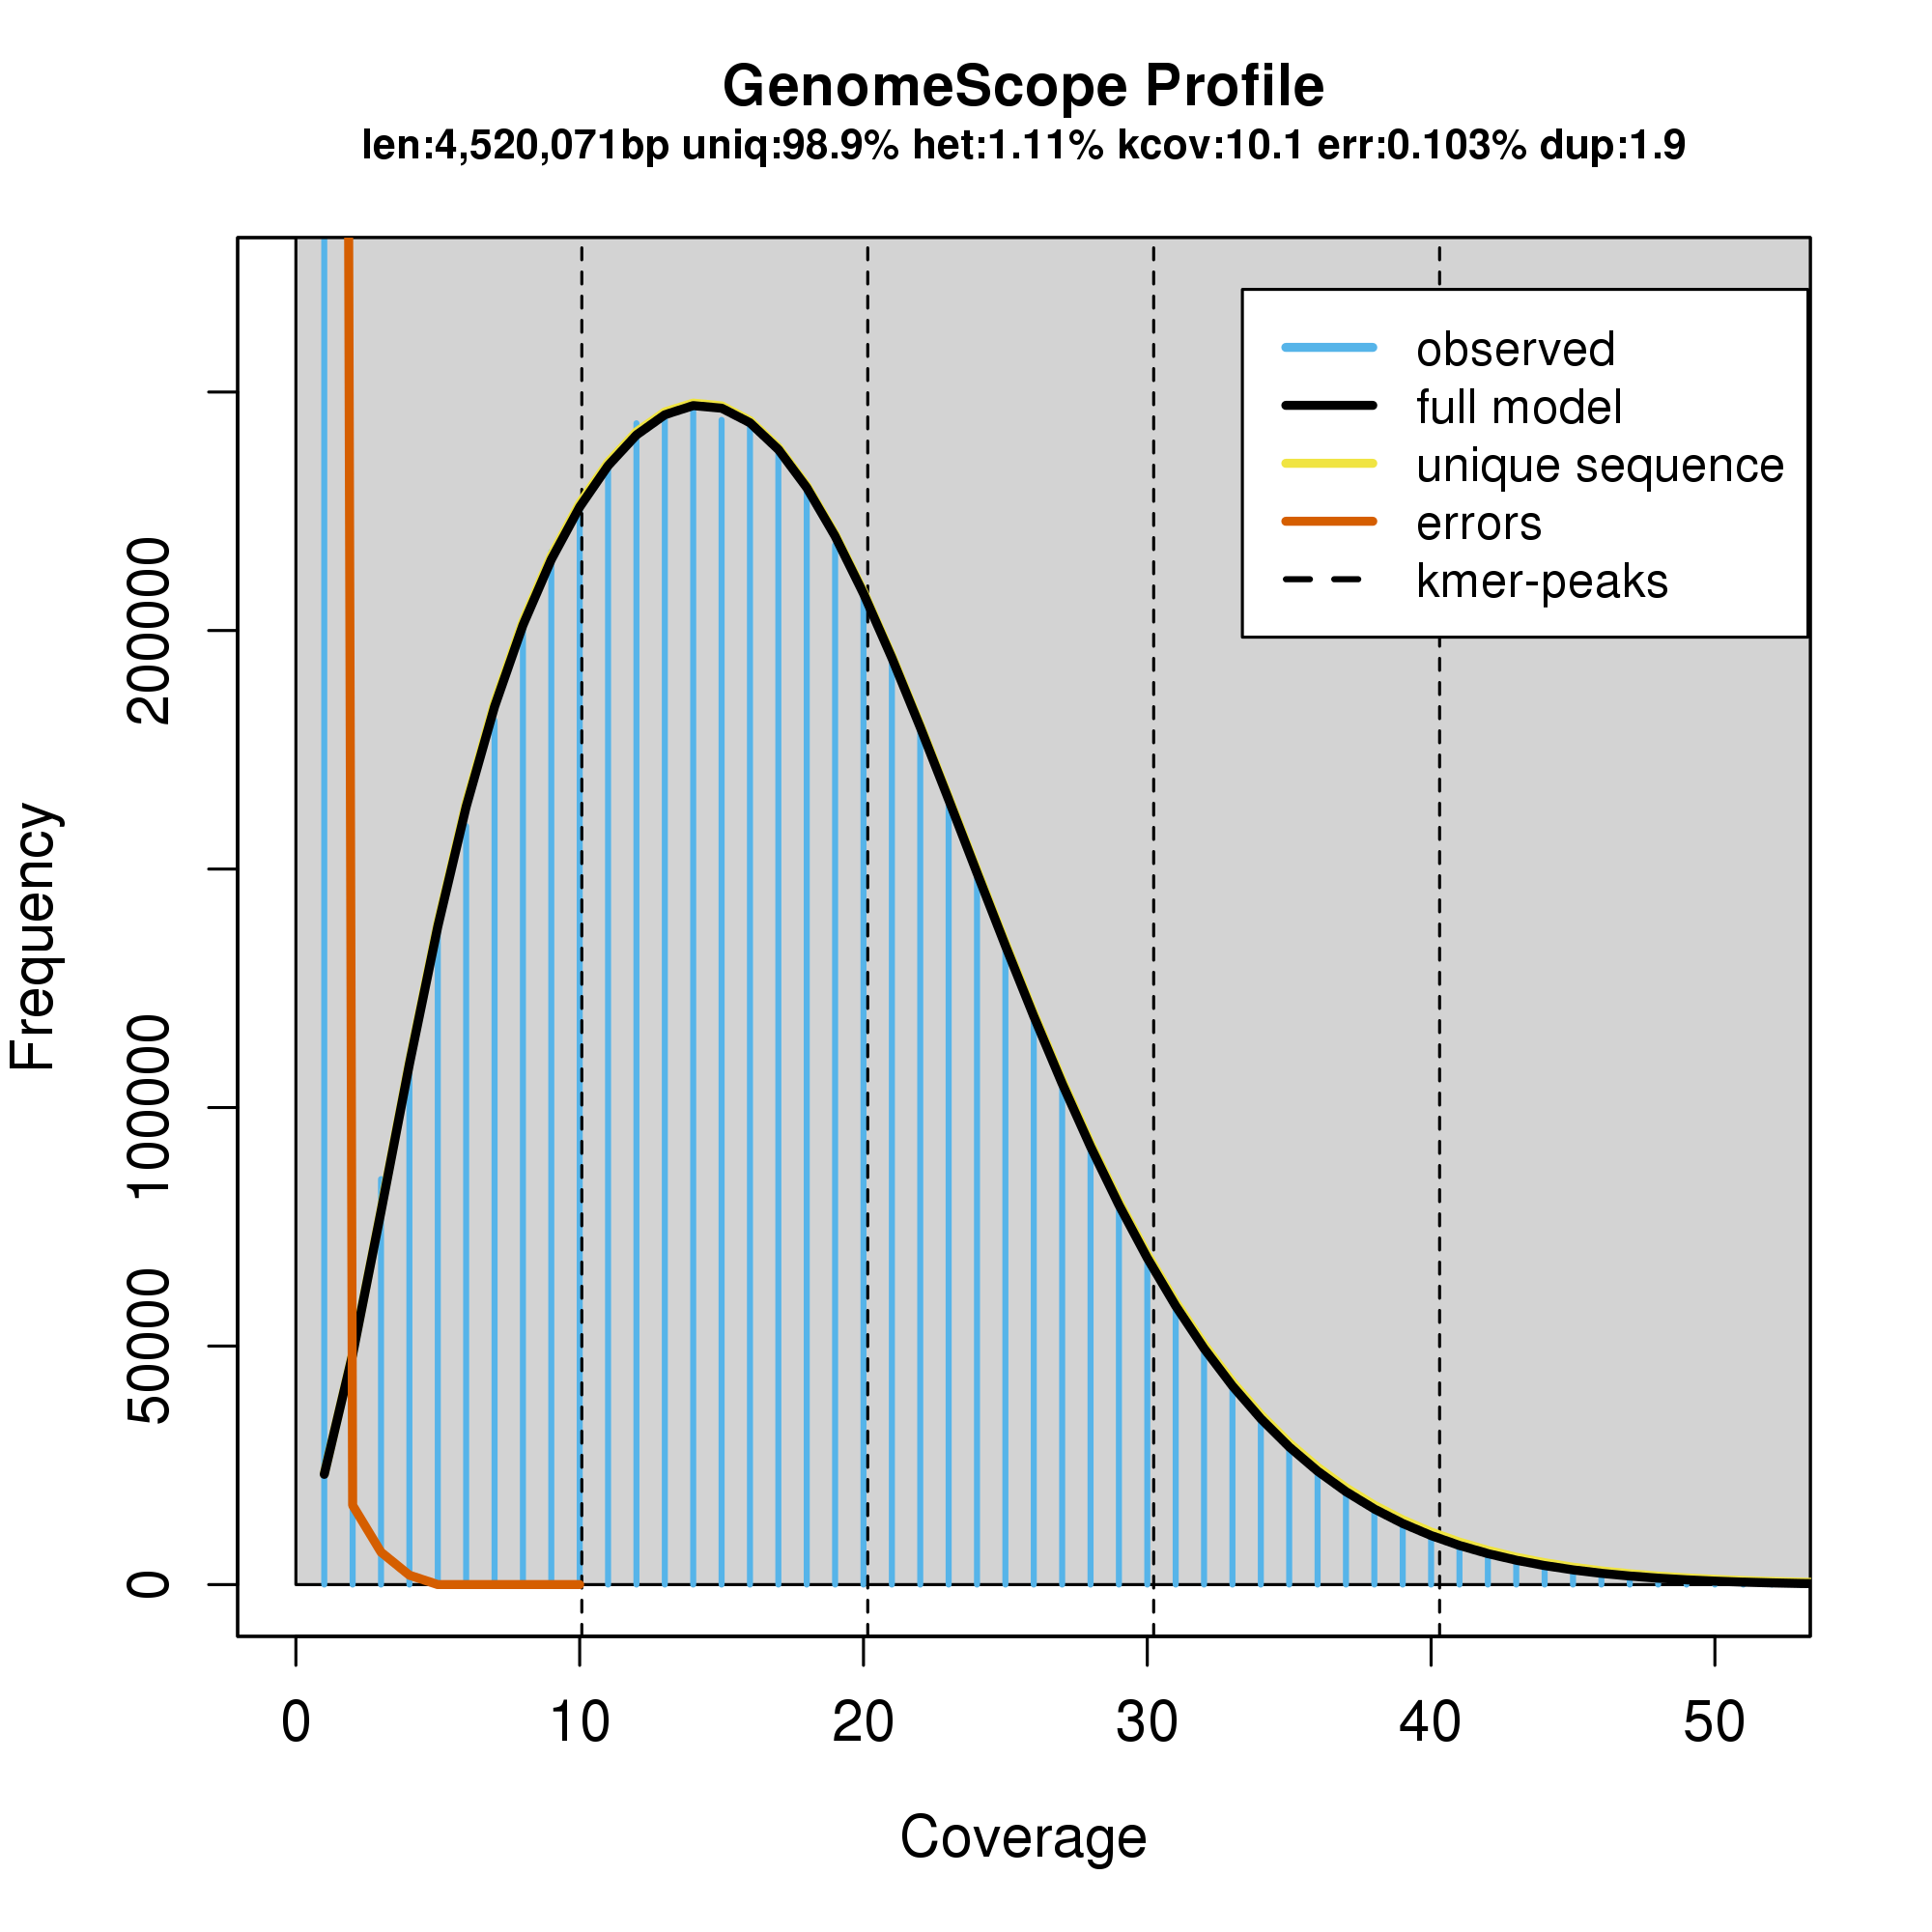 GenomeScope Profile
len:4,520,071bp uniq:98.9% het:1.11% kcov:10.1 err:0.103% dup:1.9
observed
full model
unique sequence
errors
kmer-peaks
Frequency
200000
100000
50000
0
0 10 20 30 40 50
Coverage